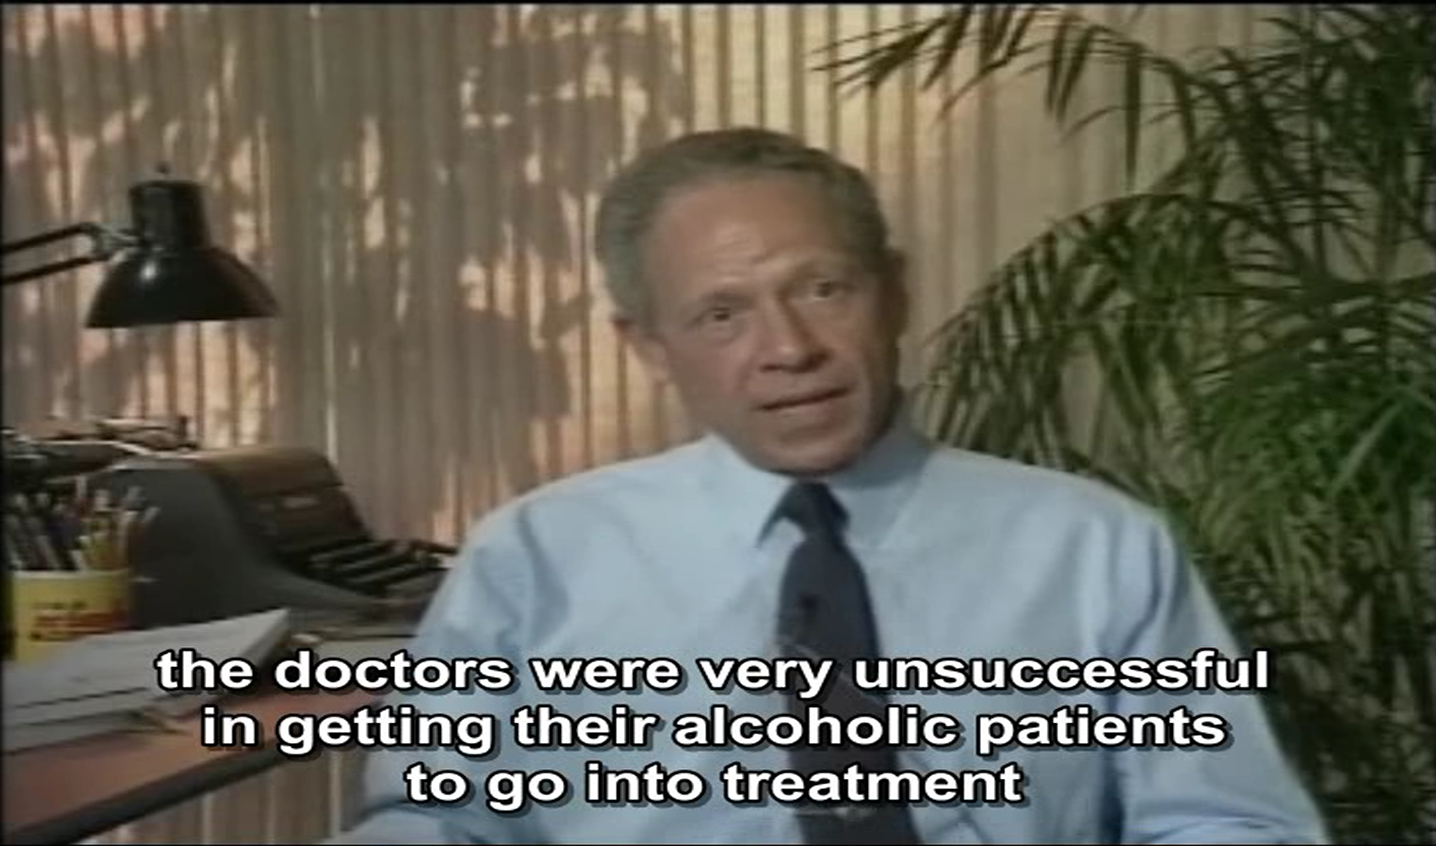 the doctors were very unsuccessful
in getting their alcoholic patients
to go into treatment